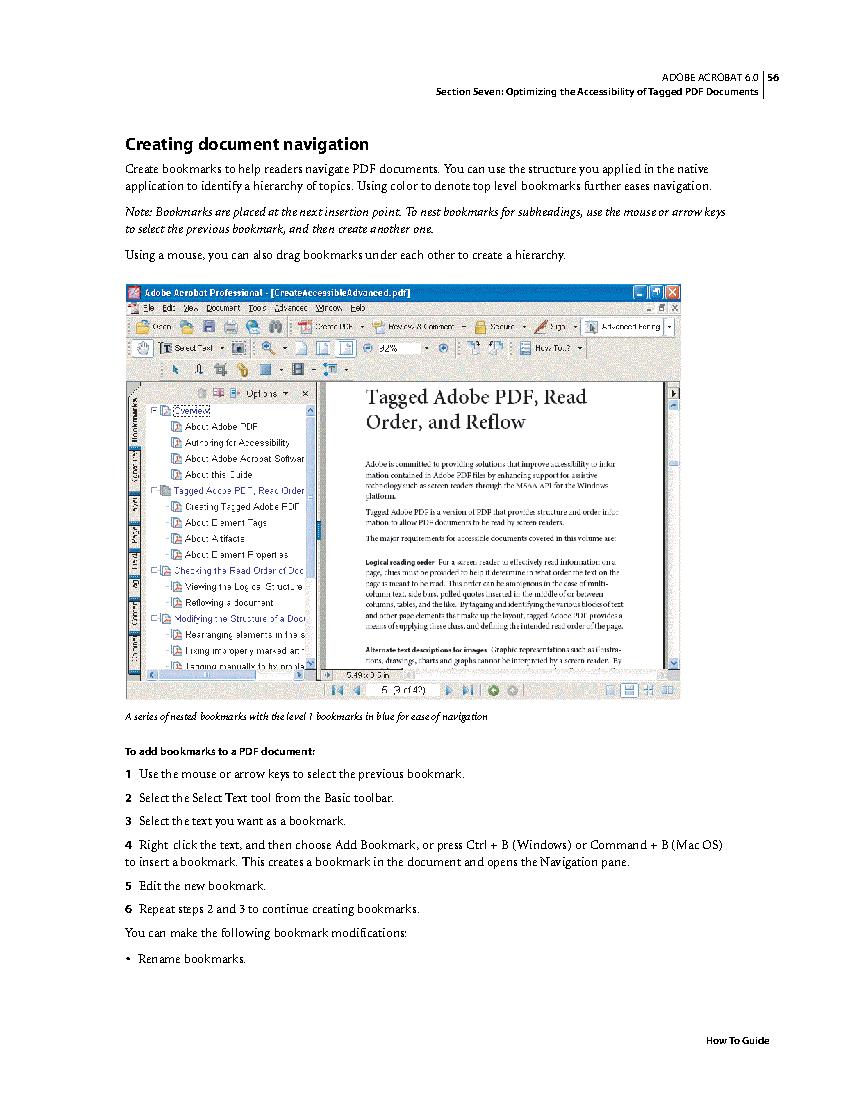 ADOBE ACROBAT 6.0 56
Section Seven: Optimizing the Accessibility of Tagged PDF Documents
Creating document navigation
Create bookmarks to help readers navigate PDF documents. You can use the structure you applied in the native
application to identify a hierarchy of topics. Using color to denote top level bookmarks further eases navigation.
Note: Bookmarks are placed at the next insertion point. To nest bookmarks for subheadings, use the mouse or arrow keys
to select the previous bookmark, and then create another one.
Using a mouse, you can also drag bookmarks under each other to create a hierarchy.
Adobe Acrobat Professional - [CreateAccessibleAdvanced.pdf]
File Edit View Document Tools Advanced Window Help
Open Create PDF Review & Comment Secure Sign Advanced Editing
Select Text 92% How To..?
Options
Bookmarks
Overview
About Adobe PDF
Authoring for Accessibility
About Adobe Acrobat Softwar
About this Guide
Tagged Adobe PDF, Read Order
Creating Tagged Adobe PDF
About Element Tags
About Artifacts
About Element Properties
Checking the Read Order of Doc
Viewing the Logical Structure
Reflowing a document
Modifying the Structure of a Docu
Rearranging elements in the s
Fixing improperly marked art
Tagging manually to fix proble
Tagged Adobe PDF, Read
Order, and Reflow
Adobe is committed to providing solutions that improve accessibility to infor
mation contained in Adobe PDF files by enhancing support for assistive
technology such as screen readers through the MSAA API for the Windows
platform.
Tagged Adobe PDF is a version of PDF that provides structure and order infor
mation to allow PDF documents to be read by screen readers.
The major requirements for accessible documents covered in this volume are:
Logical reading order For a screen reader to effectively read information on a
page, clues must be provided to help it determine in what order the text on the
page is meant to be read. This order can be ambiguous in the case of multi-
column text, side bars, pulled quotes inserted in the middle of or between
columns, tables, and the like. By tagging and identifying the various blocks of text
and other page elements that make up the layout, tagged Adobe PDF provides a
means of supplying these clues, and defining the intended read order of the page.
Alternate text descriptions for images Graphic representations such as illustra-
tions, drawings, charts and graphs cannot be interpreted by a screen reader. By
5 (9 of 42)
A series of nested bookmarks with the level 1 bookmarks in blue for ease of navigation
To add bookmarks to a PDF document:
1 Use the mouse or arrow keys to select the previous bookmark.
2 Select the Select Text tool from the Basic toolbar.
3 Select the text you want as a bookmark.
4 Right click the text, and then choose Add Bookmark, or press Ctrl + B (Windows) or Command + B (Mac OS)
to insert a bookmark. This creates a bookmark in the document and opens the Navigation pane.
5 Edit the new bookmark.
6 Repeat steps 2 and 3 to continue creating bookmarks.
You can make the following bookmark modifications:
• Rename bookmarks.
How To Guide